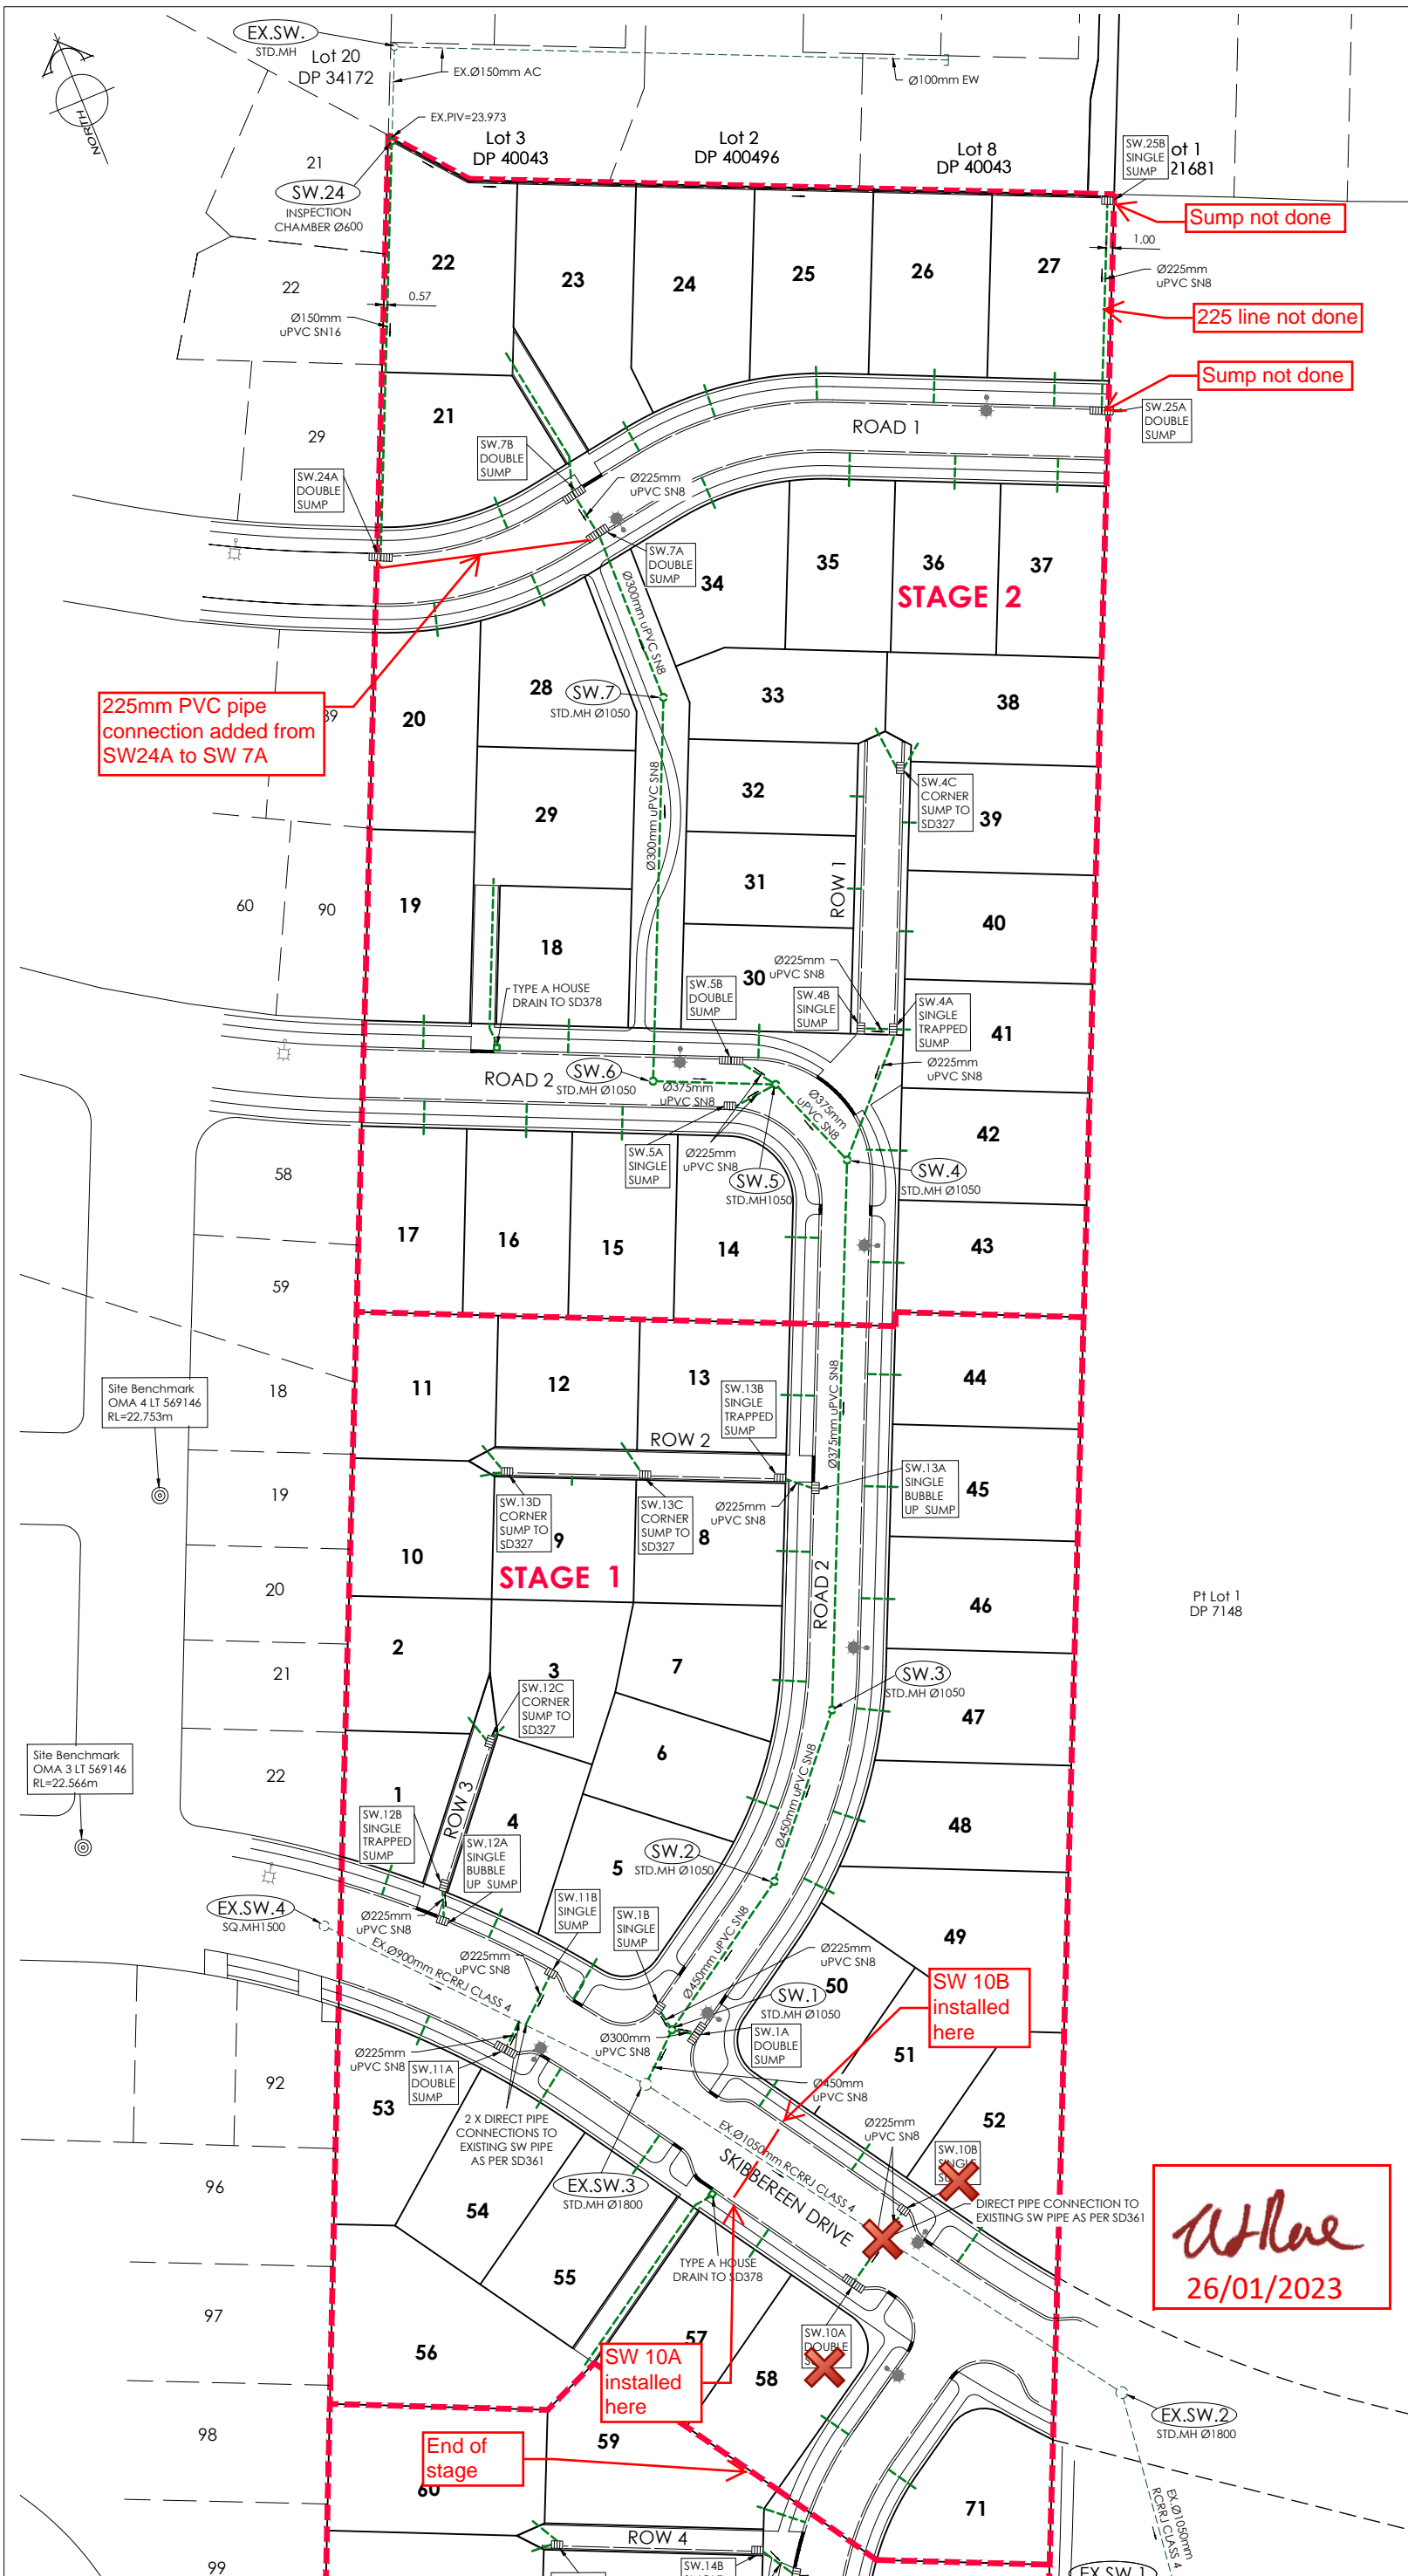 EX.SW.
STD.MH
Lot 20
DP 34172
EX.Ø150mm AC
Ø100mm EW
NORTH
EX.PIV=23.973
Lot 3
DP 40043
Lot 2
DP 400496
Lot 8
DP 40043
SW.25B
SINGLE
SUMP
ot 1
21681
21
SW.24
INSPECTION
CHAMBER Ø600
Sump not done
1.00
Ø225mm
uPVC SN8
22
23
24
25
26
27
22
0.57
Ø150mm
uPVC SN16
225 line not done
Sump not done
21
29
SW.7B
DOUBLE
SUMP
ROAD 1
SW.25A
DOUBLE
SUMP
SW.24A
DOUBLE
SUMP
Ø225mm
uPVC SN8
SW.7A
DOUBLE
SUMP
34
35
36
37
STAGE 2
Ø300mm uPVC SN8
28
SW.7
STD.MH Ø1050
33
38
225mm PVC pipe
connection added from
SW24A to SW 7A
39
20
Ø300mm uPVC SN8
32
SW.4C
CORNER
SUMP TO
SD327
39
29
31
ROW 1
60
90
19
40
18
30
Ø225mm
uPVC SN8
TYPE A HOUSE
DRAIN TO SD378
SW.5B
DOUBLE
SUMP
SW.4B
SINGLE
SUMP
SW.4A
SINGLE
TRAPPED
SUMP
41
Ø225mm
uPVC SN8
ROAD 2
SW.6
STD.MH Ø1050
Ø375mm
uPVC SN8
Ø375mm
uPVC SN8
42
SW.5A
SINGLE
SUMP
Ø225mm
uPVC SN8
SW.5
STD.MH1050
SW.4
STD.MH Ø1050
58
17
16
15
14
43
59
11
12
13
44
Site Benchmark
OMA 4 LT 569146
RL=22.753m
18
SW.13B
SINGLE
TRAPPED
SUMP
Ø375mm uPVC SN8
ROW 2
19
SW.13D
CORNER
SUMP TO
SD327
9
SW.13C
CORNER
SUMP TO
SD327
8
Ø225mm
uPVC SN8
SW.13A
SINGLE
BUBBLE
UP SUMP
45
10
STAGE 1
20
ROAD 2
46
Pt Lot 1
DP 7148
2
3
7
21
SW.12C
CORNER
SUMP TO
SD327
SW.3
STD.MH Ø1050
47
6
Site Benchmark
OMA 3 LT 569146
RL=22.566m
22
1
ROW 3
4
Ø450mm uPVC SN8
48
SW.12B
SINGLE
TRAPPED
SUMP
SW.12A
SINGLE
BUBBLE
UP SUMP
5
SW.2
STD.MH Ø1050
EX.SW.4
SQ.MH1500
Ø225mm
uPVC SN8
SW.11B
SINGLE
SUMP
SW.1B
SINGLE
SUMP
Ø450mm uPVC SN8
49
EX.Ø900mm RCRRJ CLASS 4
Ø225mm
uPVC SN8
Ø225mm
uPVC SN8
50
SW 10B
installed
here
SW.1
STD.MH Ø1050
Ø300mm
uPVC SN8
SW.1A
DOUBLE
SUMP
51
Ø225mm
uPVC SN8
SW.11A
DOUBLE
SUMP
92
53
Ø450mm
uPVC SN8
52
2 X DIRECT PIPE
CONNECTIONS TO
EXISTING SW PIPE
AS PER SD361
Ø225mm
uPVC SN8
EX.Ø1050mm RCRRJ CLASS 4
SW.10B
SINGLE
96
EX.SW.3
STD.MH Ø1800
SKIBBEREEN DRIVE
DIRECT PIPE CONNECTION TO
EXISTING SW PIPE AS PER SD361
54
TYPE A HOUSE
DRAIN TO SD378
26/01/2023
55
97
56
57
SW.10A
DOUBLE
SW 10A
installed
here
58
EX.SW.2
STD.MH Ø1800
98
59
End of
stage
60
71
EX.Ø1050mm
RCRRJ CLASS 4
ROW 4
99
SW.14B
EX.SW.1